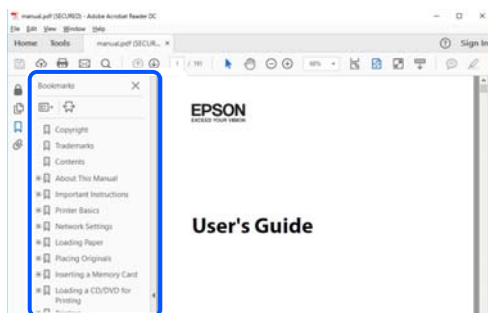 manual.pdf (SECURED) - Adobe Acrobat Reader DC
File Edit View Window Help
Home Tools manual.pdf (SECUR... × Sign In
1 / 191
Bookmarks
Copyright
Trademarks
Contents
About This Manual
Important Instructions
Printer Basics
Network Settings
Loading Paper
Placing Originals
Inserting a Memory Card
Loading a CD/DVD for
Printing
EPSON
EXCEED YOUR VISION
User's Guide